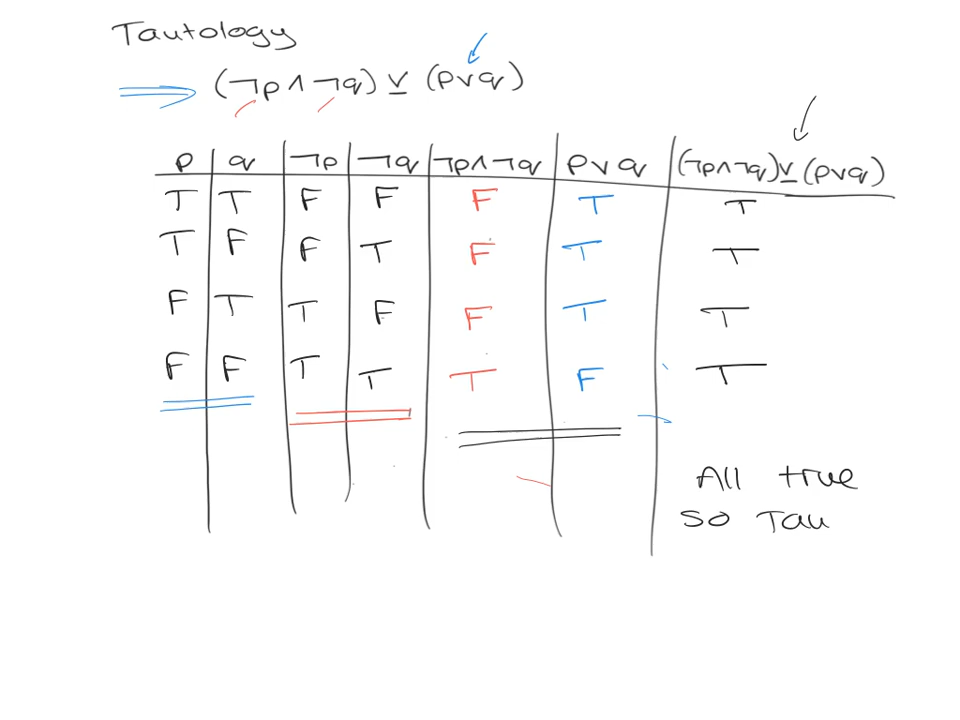 Tautology
(¬p∧¬q) ⊻ (p∨q)
p q ¬p ¬q ¬p∧¬q p∨q (¬p∧¬q)⊻(p∨q)
T T F F F T T
T F F T F T T
F T T F F T T
F F T T T F T
All true
so Tau